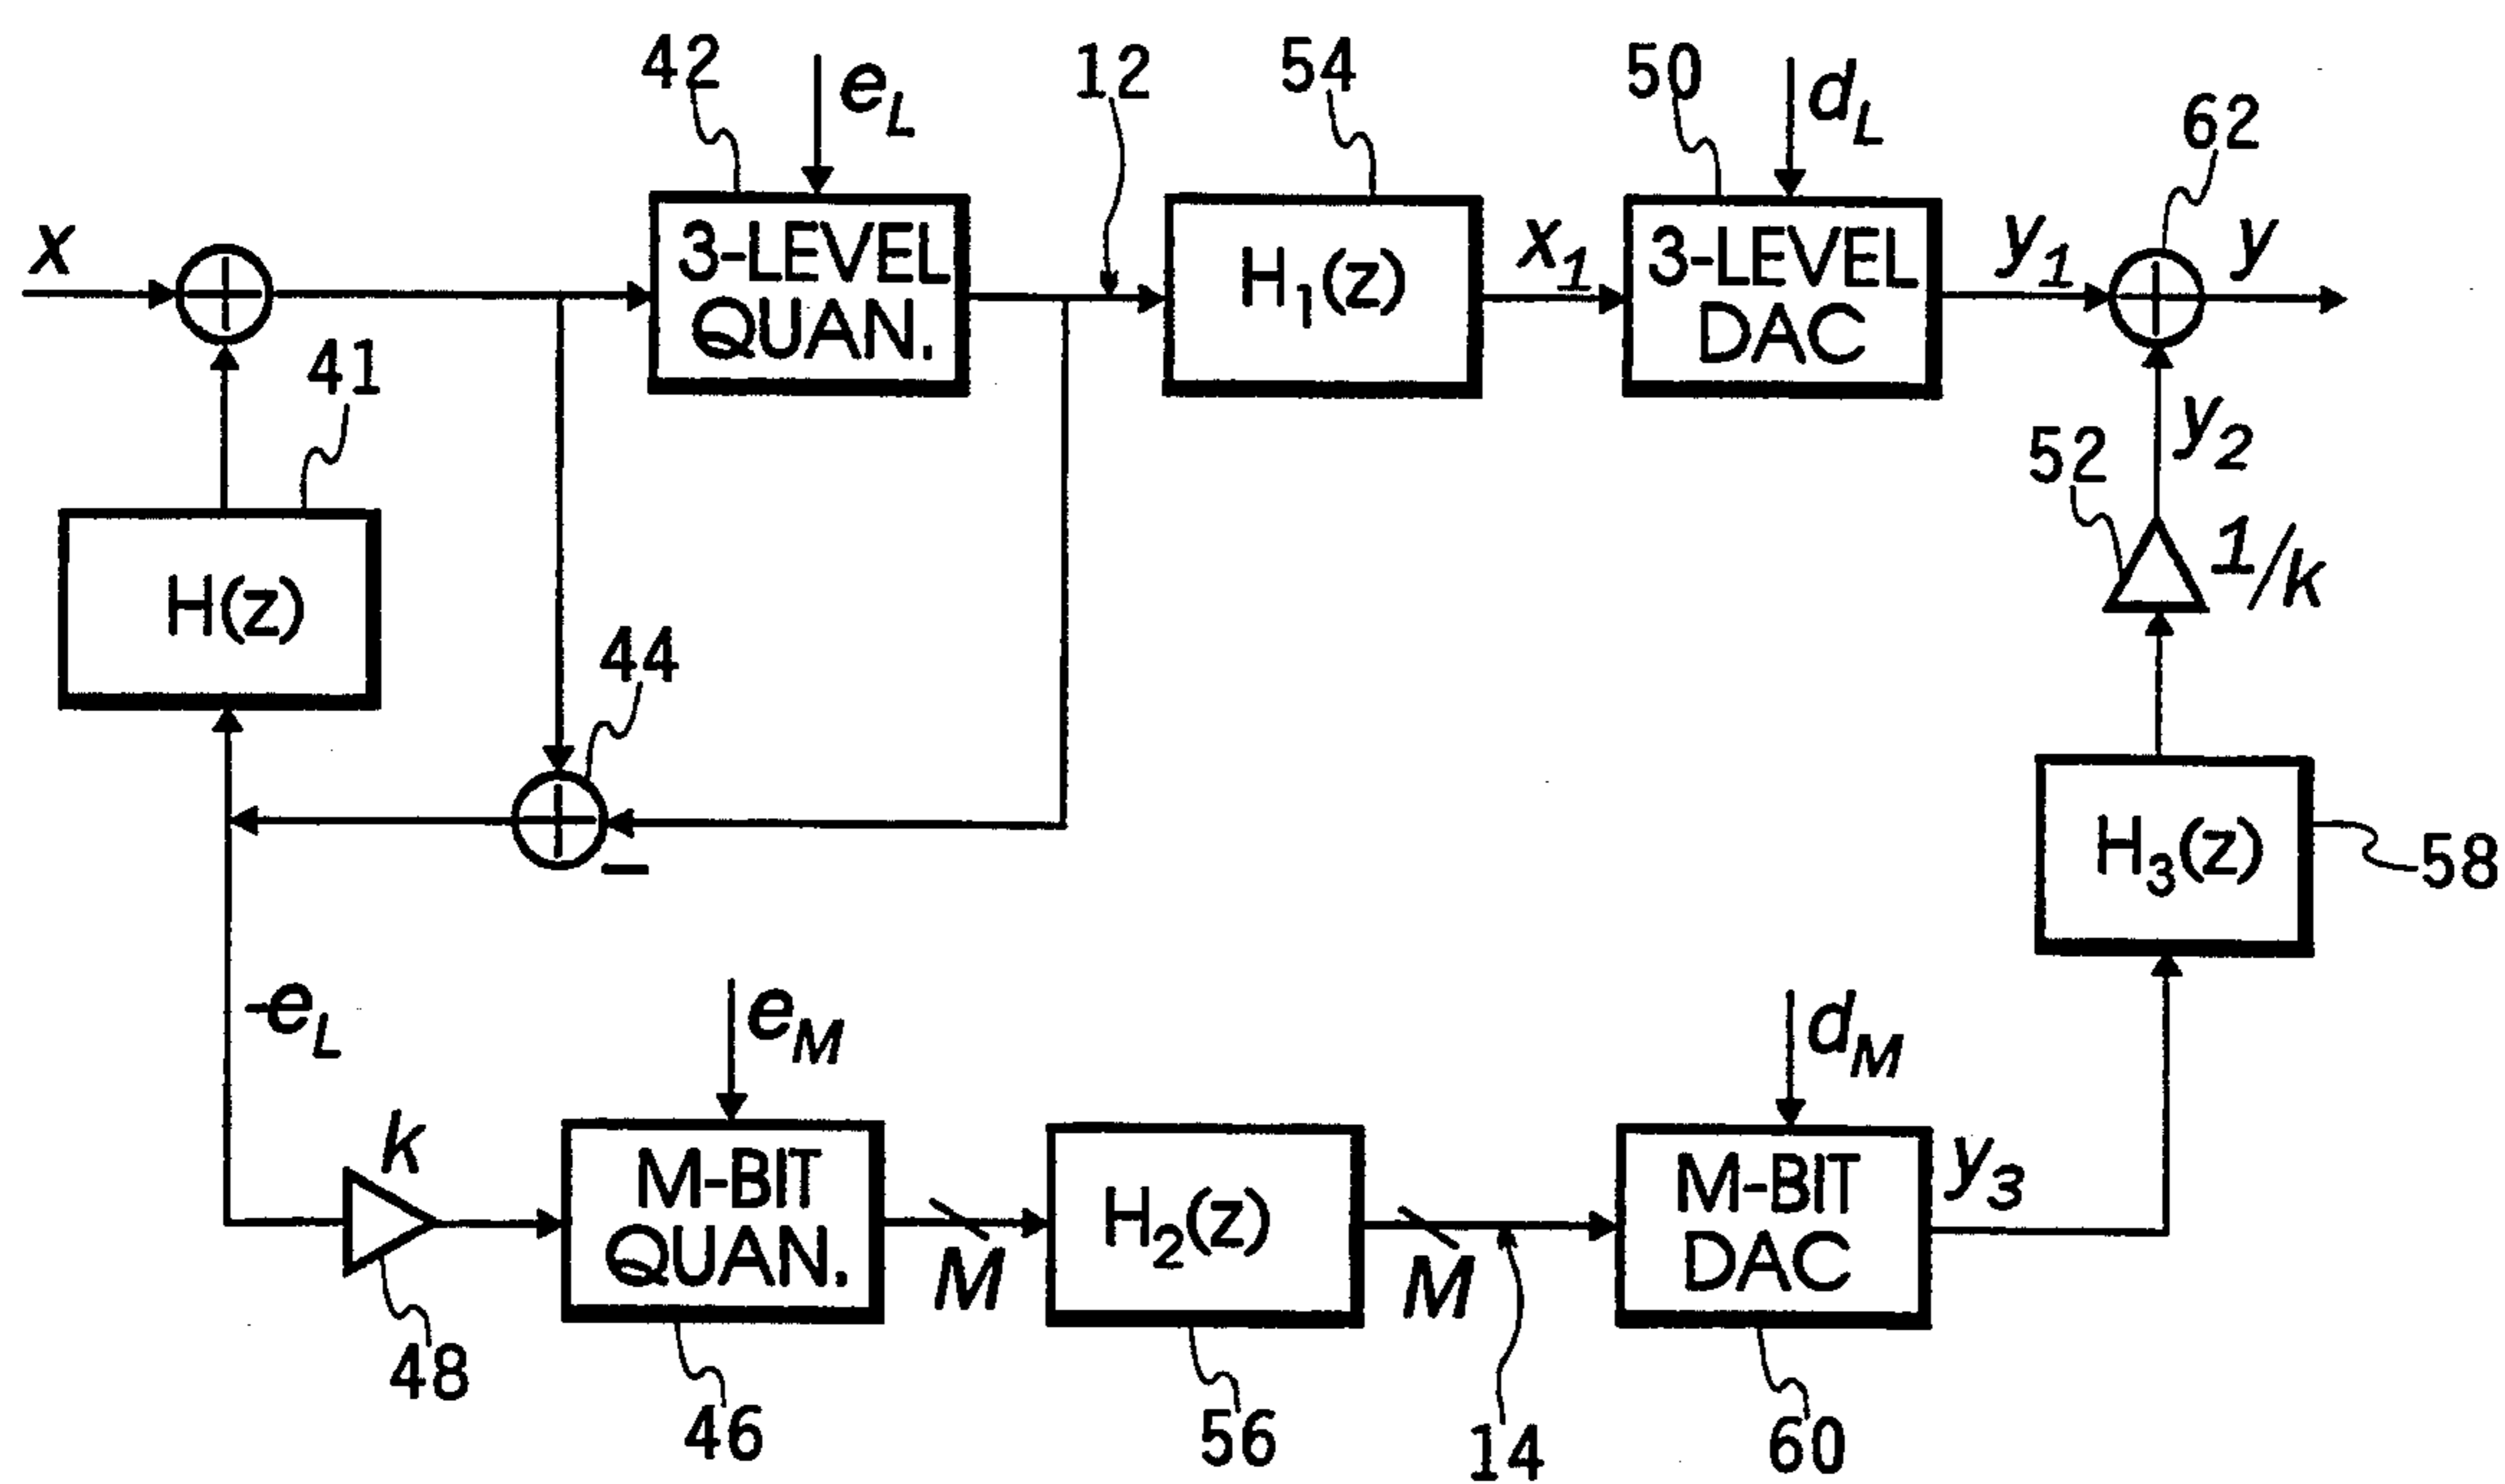 42
e_L
12
54
50
d_L
62
x
3-LEVEL
QUAN.
H_1(z)
x_1
3-LEVEL
DAC
y_1
y
41
52
y_2
1/k
H(z)
44
H_3(z)
58
-e_L
e_M
d_M
k
M-BIT
QUAN.
M
H_2(z)
M
M-BIT
DAC
y_3
48
46
56
14
60